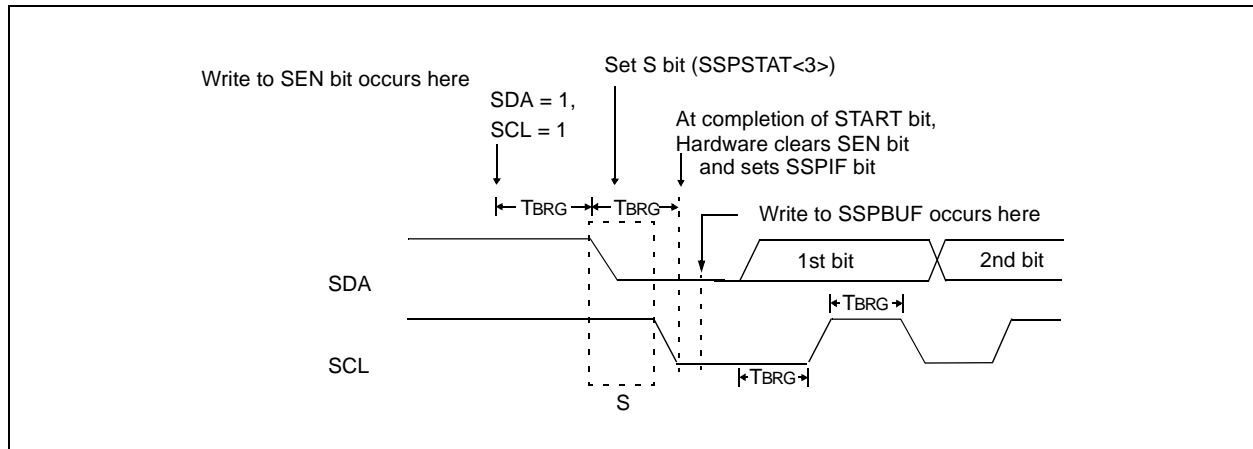 Write to SEN bit occurs here
Set S bit (SSPSTAT<3>)
SDA = 1,
SCL = 1
At completion of START bit,
Hardware clears SEN bit
and sets SSPIF bit
TBRG
TBRG
Write to SSPBUF occurs here
1st bit
2nd bit
SDA
TBRG
SCL
TBRG
S